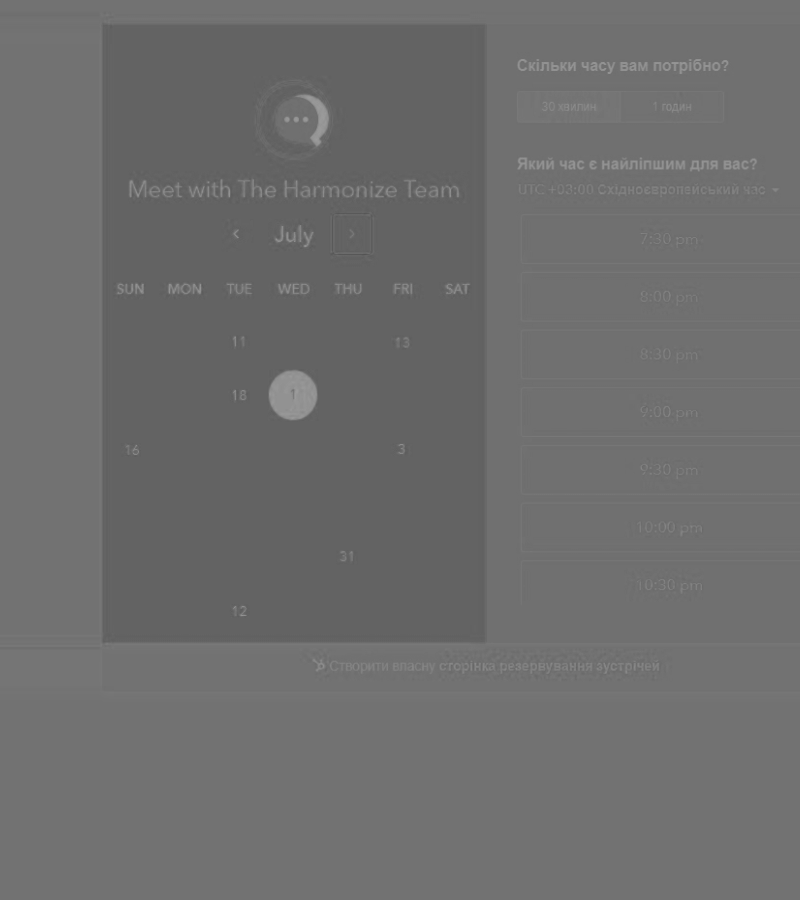 Meet with The Harmonize Team
July
SUN MON TUE WED THU FRI SAT
11 13
18 1
16 3
31
12
Скільки часу вам потрібно?
30 хвилин 1 годин
Який час є найліпшим для вас?
UTC +03:00 Східноєвропейський час
7:30 pm
8:00 pm
8:30 pm
9:00 pm
9:30 pm
10:00 pm
10:30 pm
Створити власну сторінка резервування зустрічей